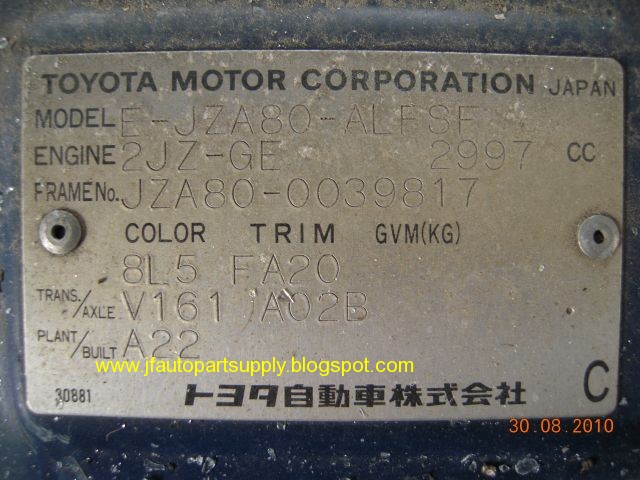 TOYOTA MOTOR CORPORATION JAPAN
MODEL E-JZA80-ALFSF
ENGINE 2JZ-GE 2997 CC
FRAME No. JZA80-0039817
COLOR TRIM GVM(KG)
8L5 FA20
TRANS./AXLE V161 /A02B
PLANT/BUILT A22
www.jfautopartsupply.blogspot.com
30881 トヨタ自動車株式会社 C
30.08.2010